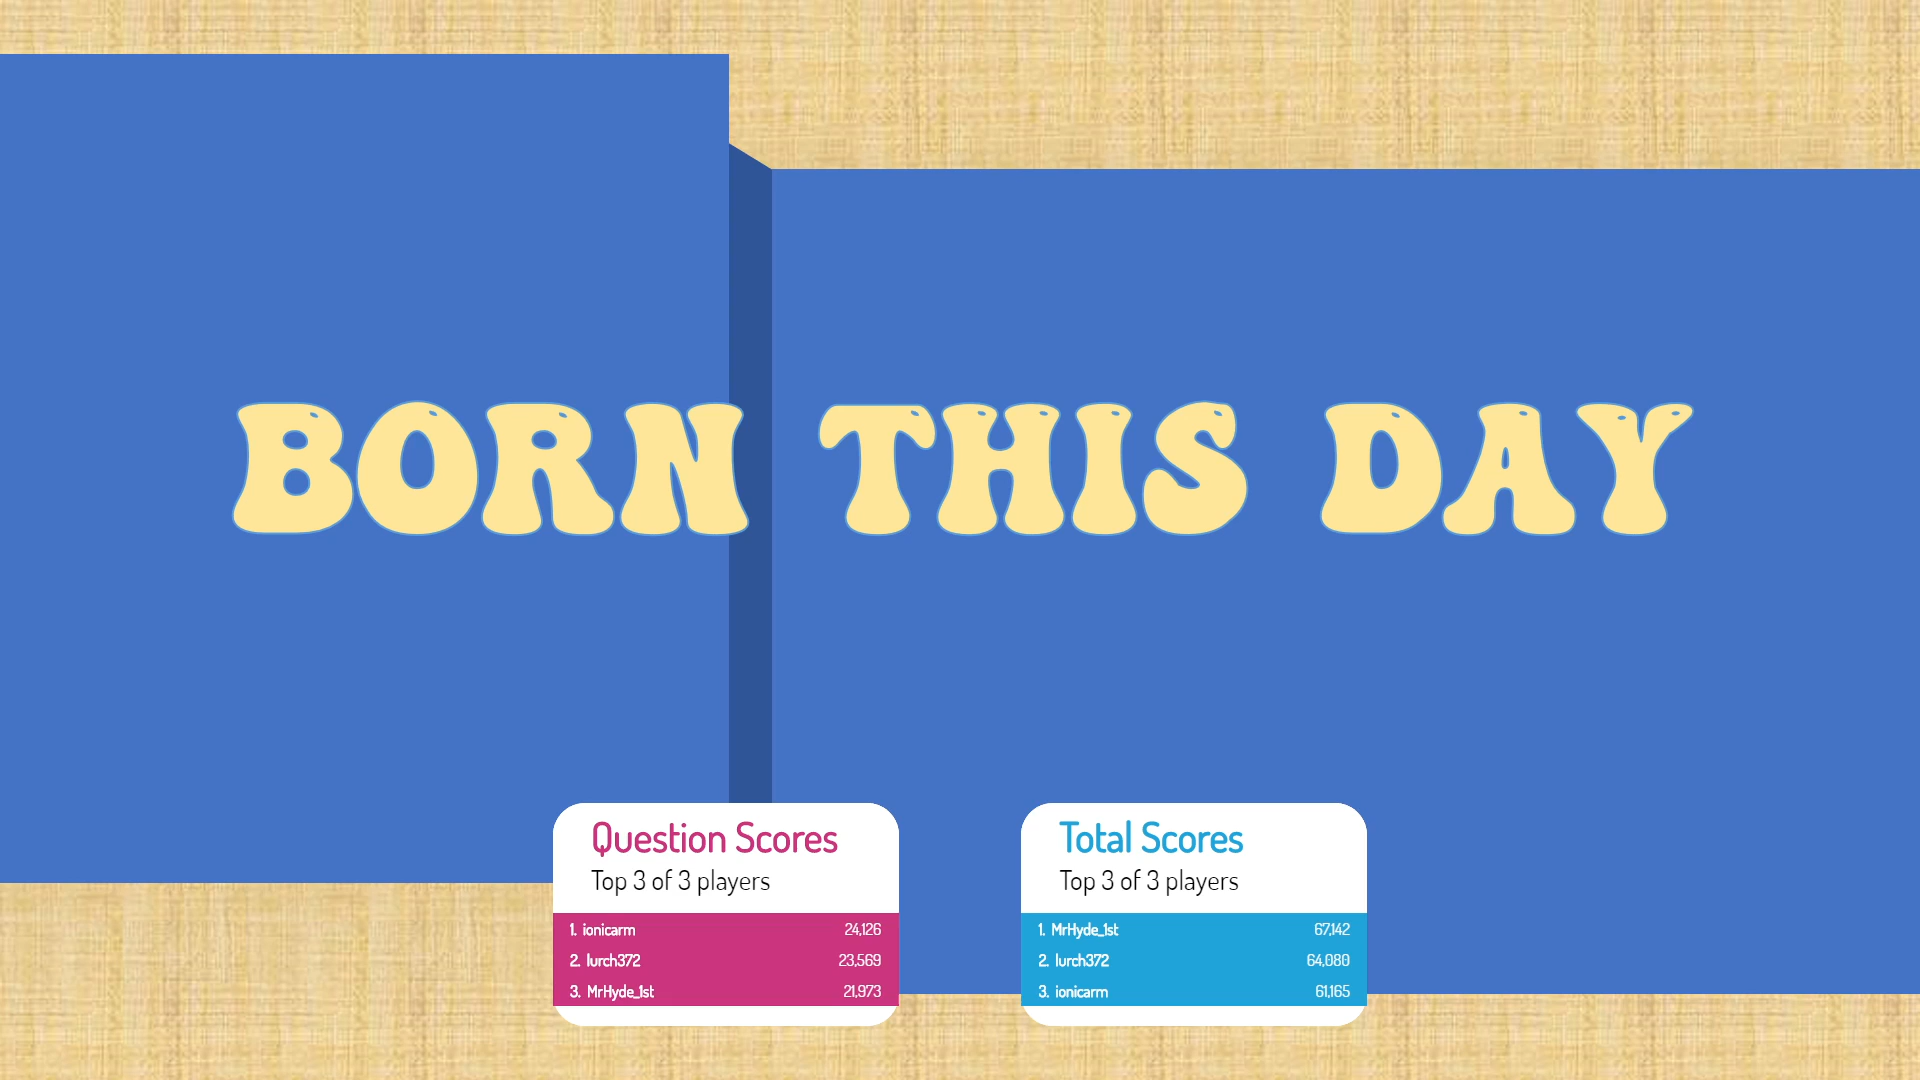 BORN THIS DAY
Question Scores
Top 3 of 3 players
1. ionicarm 24,126
2. lurch372 23,569
3. MrHyde_1st 21,973
Total Scores
Top 3 of 3 players
1. MrHyde_1st 67,142
2. lurch372 64,080
3. ionicarm 61,165